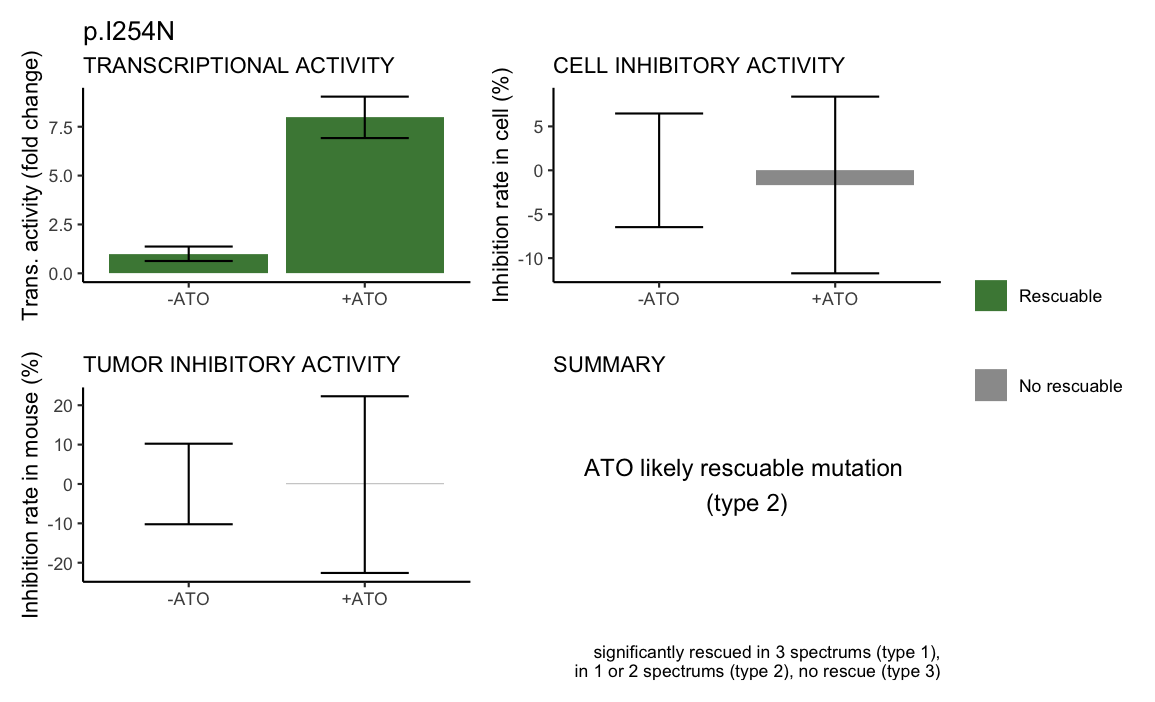 p.I254N
TRANSCRIPTIONAL ACTIVITY
Trans. activity (fold change)
7.5
5.0
2.5
0.0
-ATO
+ATO
CELL INHIBITORY ACTIVITY
Inhibition rate in cell (%)
5
0
-5
-10
-ATO
+ATO
Rescuable
No rescuable
TUMOR INHIBITORY ACTIVITY
Inhibition rate in mouse (%)
20
10
0
-10
-20
-ATO
+ATO
SUMMARY
ATO likely rescuable mutation
(type 2)
significantly rescued in 3 spectrums (type 1),
in 1 or 2 spectrums (type 2), no rescue (type 3)